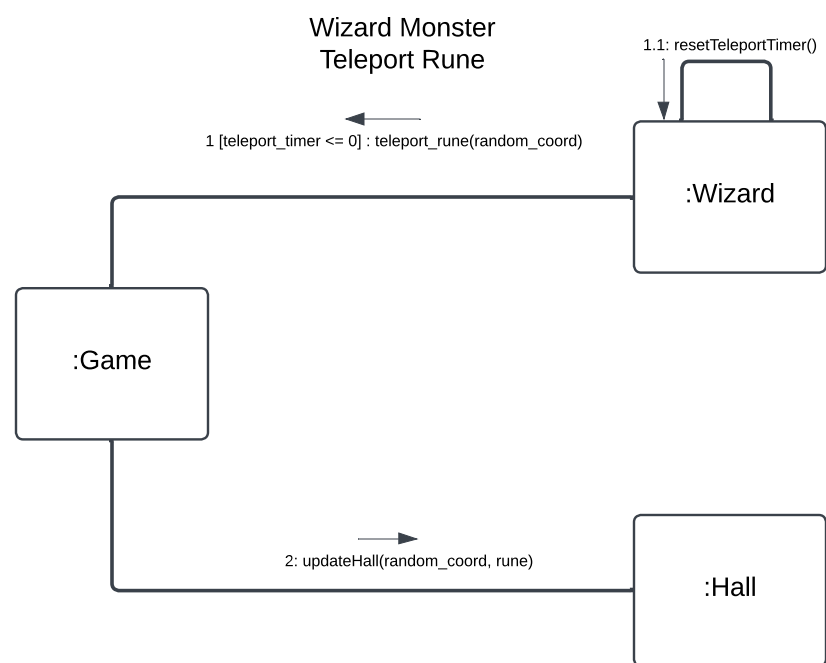 Wizard Monster
Teleport Rune
1.1: resetTeleportTimer()
1 [teleport_timer <= 0] : teleport_rune(random_coord)
:Wizard
:Game
2: updateHall(random_coord, rune)
:Hall